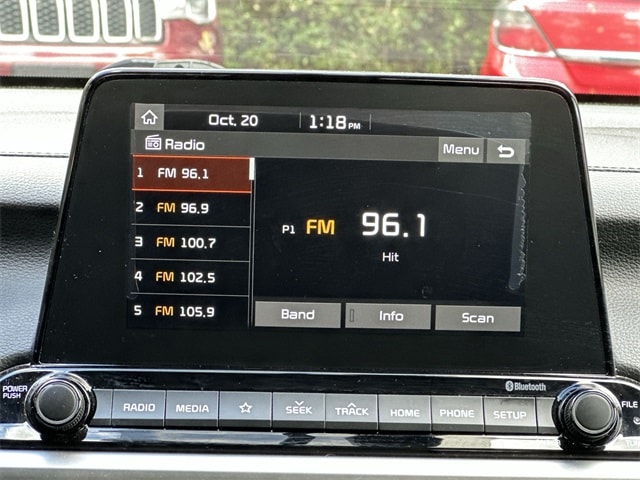 Oct. 20 1:18 PM
Radio Menu
1 FM 96.1
2 FM 96.9
3 FM 100.7
4 FM 102.5
5 FM 105.9
P1 FM 96.1
Hit
Band Info Scan
Bluetooth
POWER
PUSH
RADIO MEDIA SEEK TRACK HOME PHONE SETUP
FILE